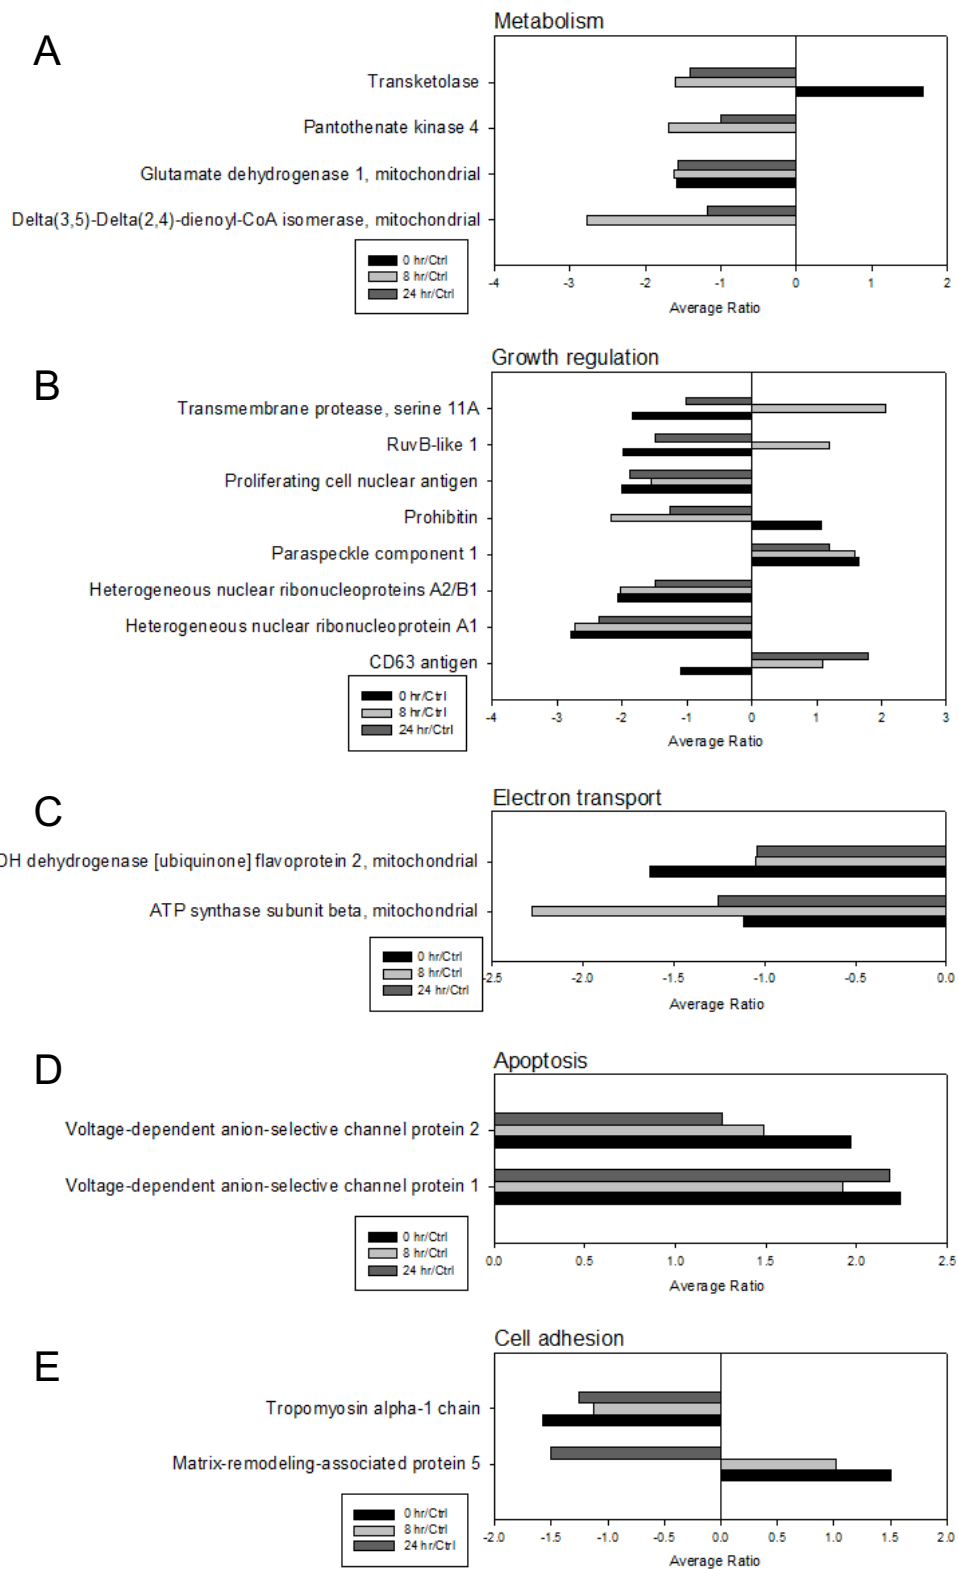 A
Metabolism
Transketolase
Pantothenate kinase 4
Glutamate dehydrogenase 1, mitochondrial
Delta(3,5)-Delta(2,4)-dienoyl-CoA isomerase, mitochondrial
0 hr/Ctrl
8 hr/Ctrl
24 hr/Ctrl
-4 -3 -2 -1 0 1 2
Average Ratio
B
Growth regulation
Transmembrane protease, serine 11A
RuvB-like 1
Proliferating cell nuclear antigen
Prohibitin
Paraspeckle component 1
Heterogeneous nuclear ribonucleoproteins A2/B1
Heterogeneous nuclear ribonucleoprotein A1
CD63 antigen
0 hr/Ctrl
8 hr/Ctrl
24 hr/Ctrl
-4 -3 -2 -1 0 1 2 3
Average Ratio
C
Electron transport
DH dehydrogenase [ubiquinone] flavoprotein 2, mitochondrial
ATP synthase subunit beta, mitochondrial
0 hr/Ctrl
8 hr/Ctrl
24 hr/Ctrl
-2.5 -2.0 -1.5 -1.0 -0.5 0.0
Average Ratio
D
Apoptosis
Voltage-dependent anion-selective channel protein 2
Voltage-dependent anion-selective channel protein 1
0 hr/Ctrl
8 hr/Ctrl
24 hr/Ctrl
0.0 0.5 1.0 1.5 2.0 2.5
Average Ratio
E
Cell adhesion
Tropomyosin alpha-1 chain
Matrix-remodeling-associated protein 5
0 hr/Ctrl
8 hr/Ctrl
24 hr/Ctrl
-2.0 -1.5 -1.0 -0.5 0.0 0.5 1.0 1.5 2.0
Average Ratio